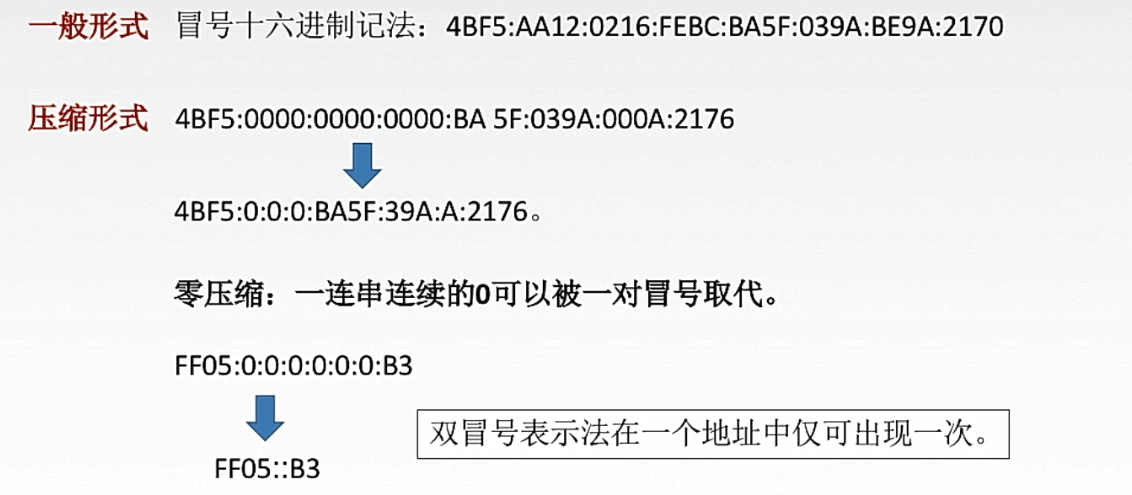 一般形式 冒号十六进制记法：4BF5:AA12:0216:FEBC:BA5F:039A:BE9A:2170
压缩形式 4BF5:0000:0000:0000:BA 5F:039A:000A:2176
4BF5:0:0:0:BA5F:39A:A:2176。
零压缩：一连串连续的0可以被一对冒号取代。
FF05:0:0:0:0:0:0:B3
双冒号表示法在一个地址中仅可出现一次。
FF05::B3